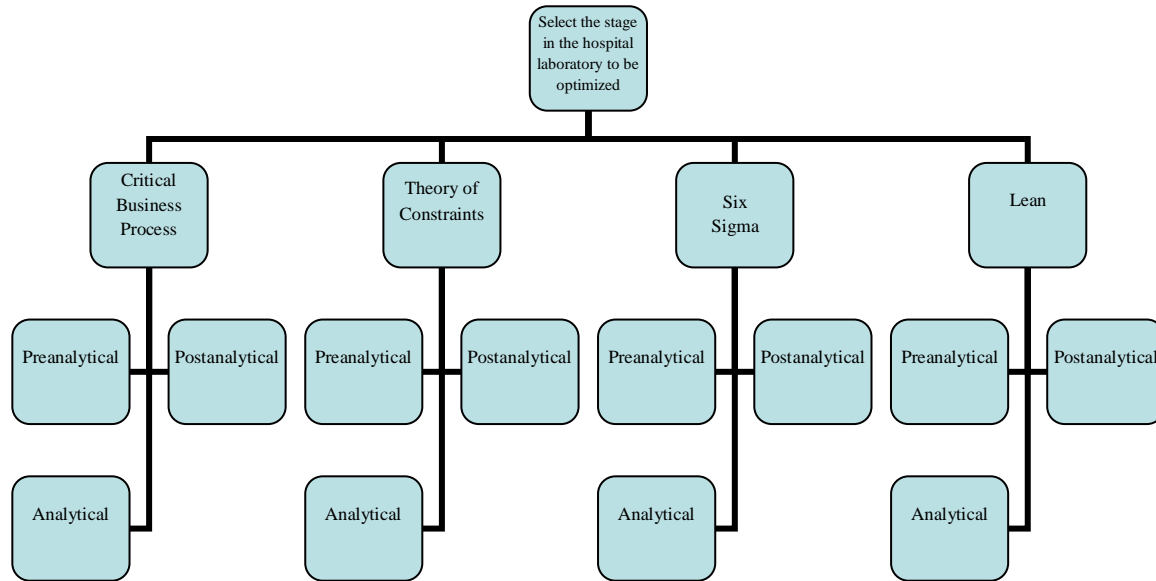 Select the stage
in the hospital
laboratory to be
optimized
Critical
Business
Process
Theory of
Constraints
Six
Sigma
Lean
Preanalytical
Postanalytical
Preanalytical
Postanalytical
Preanalytical
Postanalytical
Preanalytical
Postanalytical
Analytical
Analytical
Analytical
Analytical